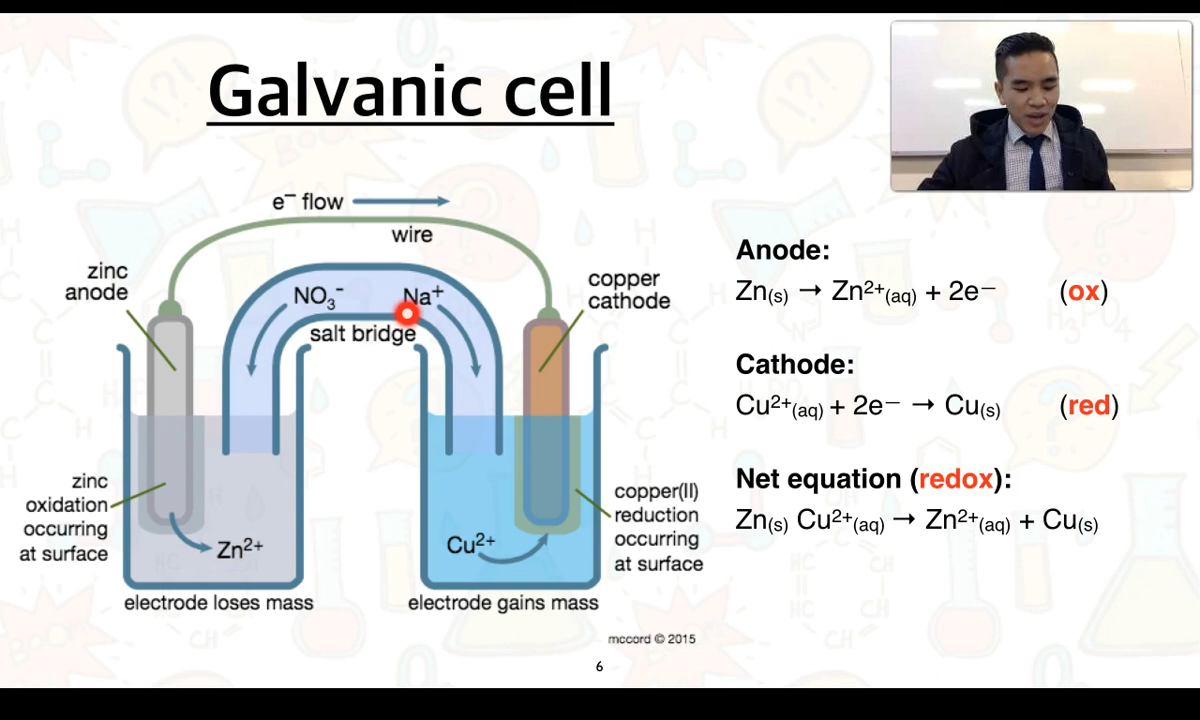 Galvanic cell
e⁻ flow
wire
zinc
anode
NO₃⁻
Na⁺
salt bridge
copper
cathode
zinc
oxidation
occurring
at surface
Zn²⁺
Cu²⁺
copper(II)
reduction
occurring
at surface
electrode loses mass
electrode gains mass
mccord © 2015
Anode:
Zn(s) → Zn²⁺(aq) + 2e⁻ (ox)
Cathode:
Cu²⁺(aq) + 2e⁻ → Cu(s) (red)
Net equation (redox):
Zn(s) Cu²⁺(aq) → Zn²⁺(aq) + Cu(s)
6